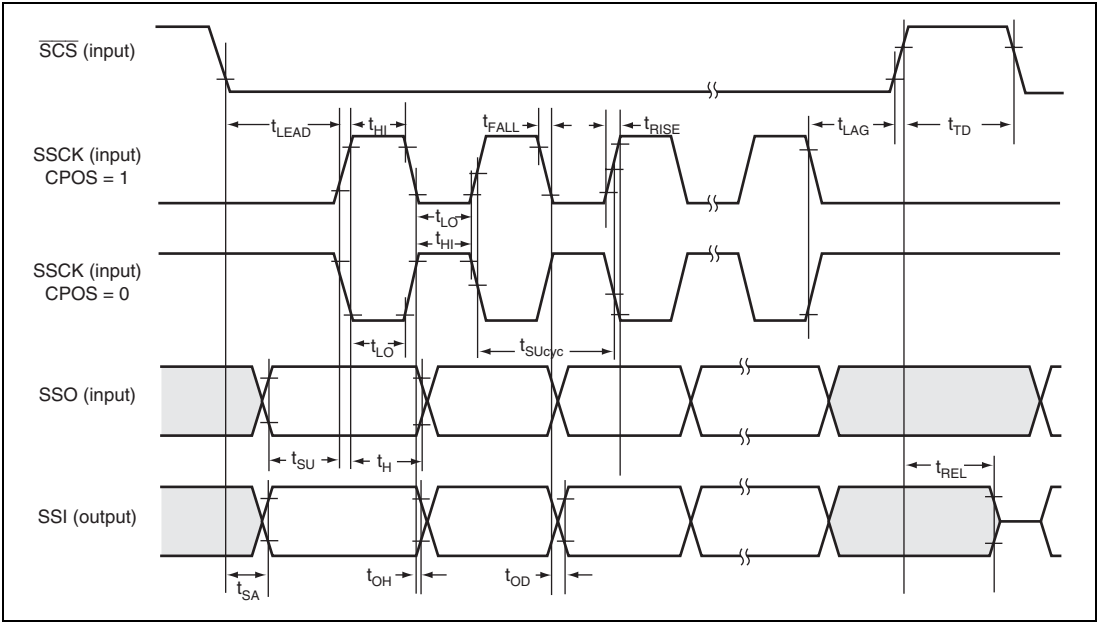 SCS (input)
tLEAD
tHI
tFALL
tRISE
tLAG
tTD
SSCK (input)
CPOS = 1
tLO
tHI
SSCK (input)
CPOS = 0
tLO
tSUcyc
SSO (input)
tSU
tH
tREL
SSI (output)
tSA
tOH
tOD